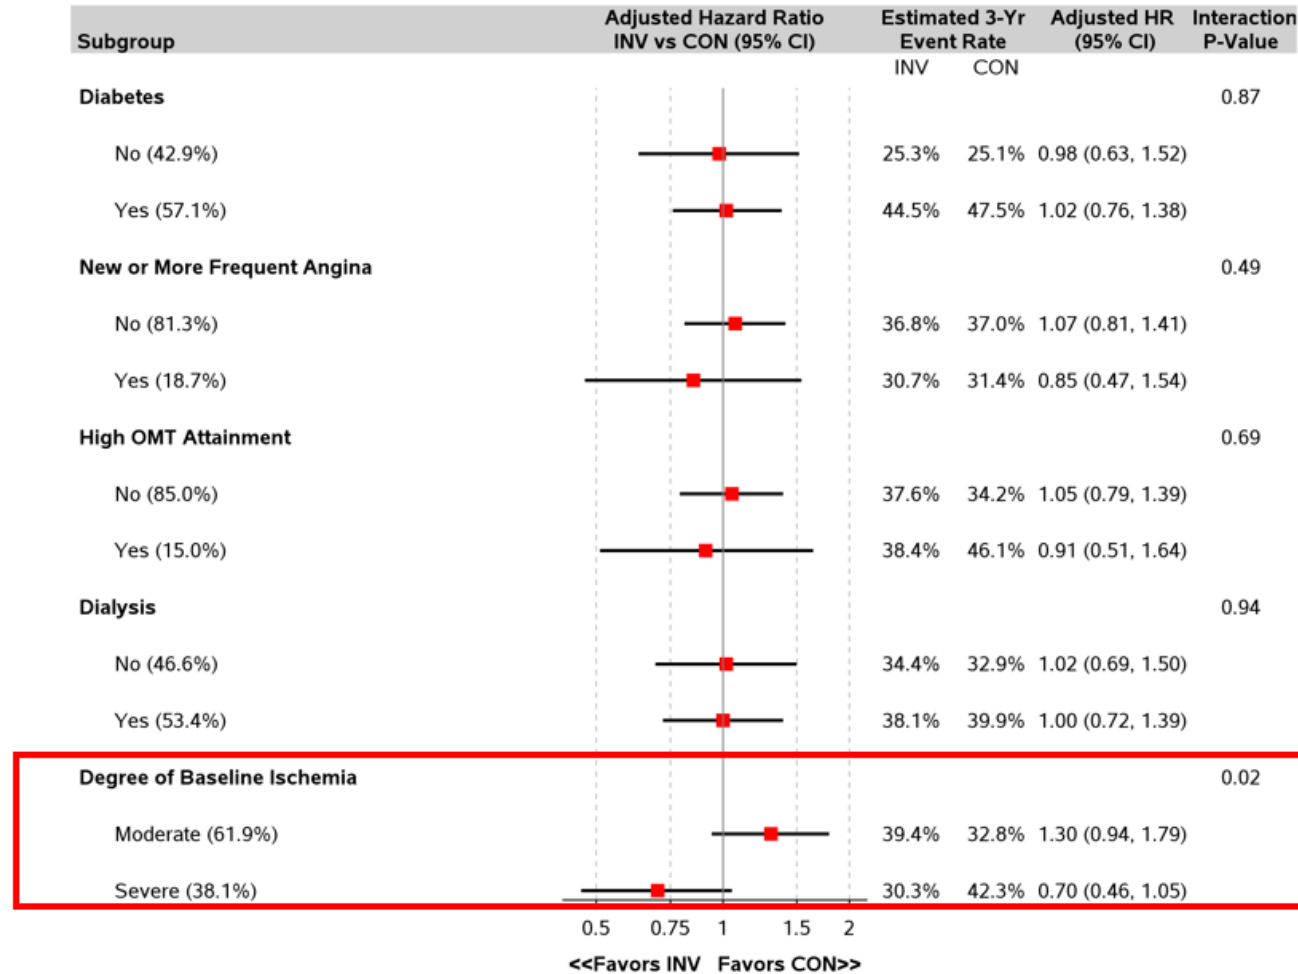 Adjusted Hazard Ratio Estimated 3-Yr Adjusted HR Interaction
Subgroup INV vs CON (95% CI) Event Rate (95% CI) P-Value
INV CON
Diabetes 0.87
No (42.9%) 25.3% 25.1% 0.98 (0.63, 1.52)
Yes (57.1%) 44.5% 47.5% 1.02 (0.76, 1.38)
New or More Frequent Angina 0.49
No (81.3%) 36.8% 37.0% 1.07 (0.81, 1.41)
Yes (18.7%) 30.7% 31.4% 0.85 (0.47, 1.54)
High OMT Attainment 0.69
No (85.0%) 37.6% 34.2% 1.05 (0.79, 1.39)
Yes (15.0%) 38.4% 46.1% 0.91 (0.51, 1.64)
Dialysis 0.94
No (46.6%) 34.4% 32.9% 1.02 (0.69, 1.50)
Yes (53.4%) 38.1% 39.9% 1.00 (0.72, 1.39)
Degree of Baseline Ischemia 0.02
Moderate (61.9%) 39.4% 32.8% 1.30 (0.94, 1.79)
Severe (38.1%) 30.3% 42.3% 0.70 (0.46, 1.05)
0.5 0.75 1 1.5 2
<<Favors INV Favors CON>>